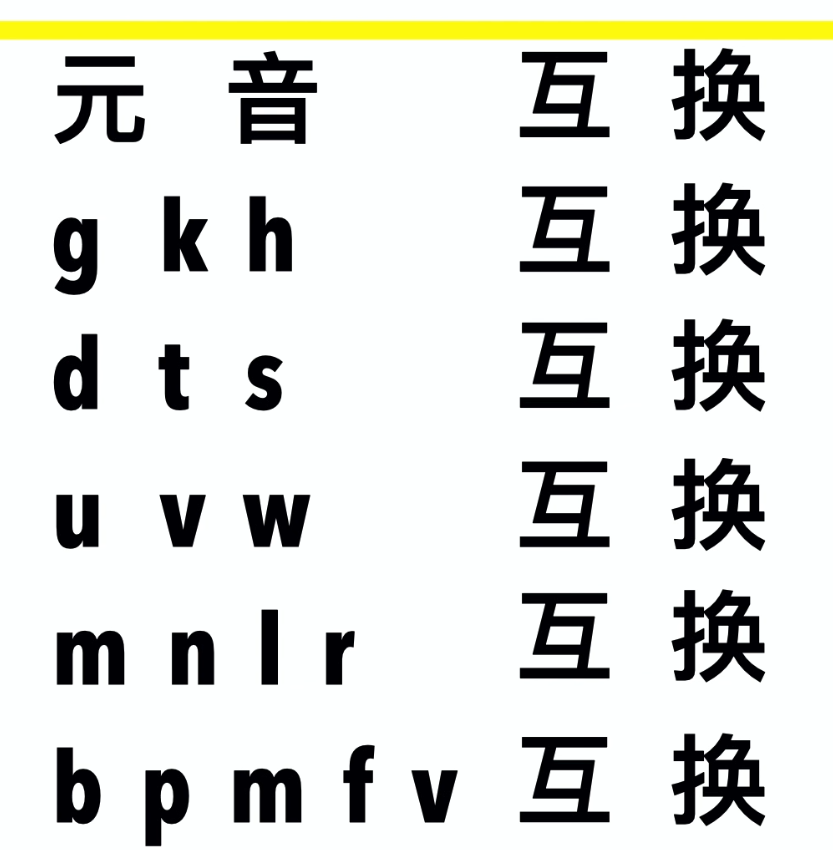 元 音 互 换
g k h 互 换
d t s 互 换
u v w 互 换
m n l r 互 换
b p m f v 互 换